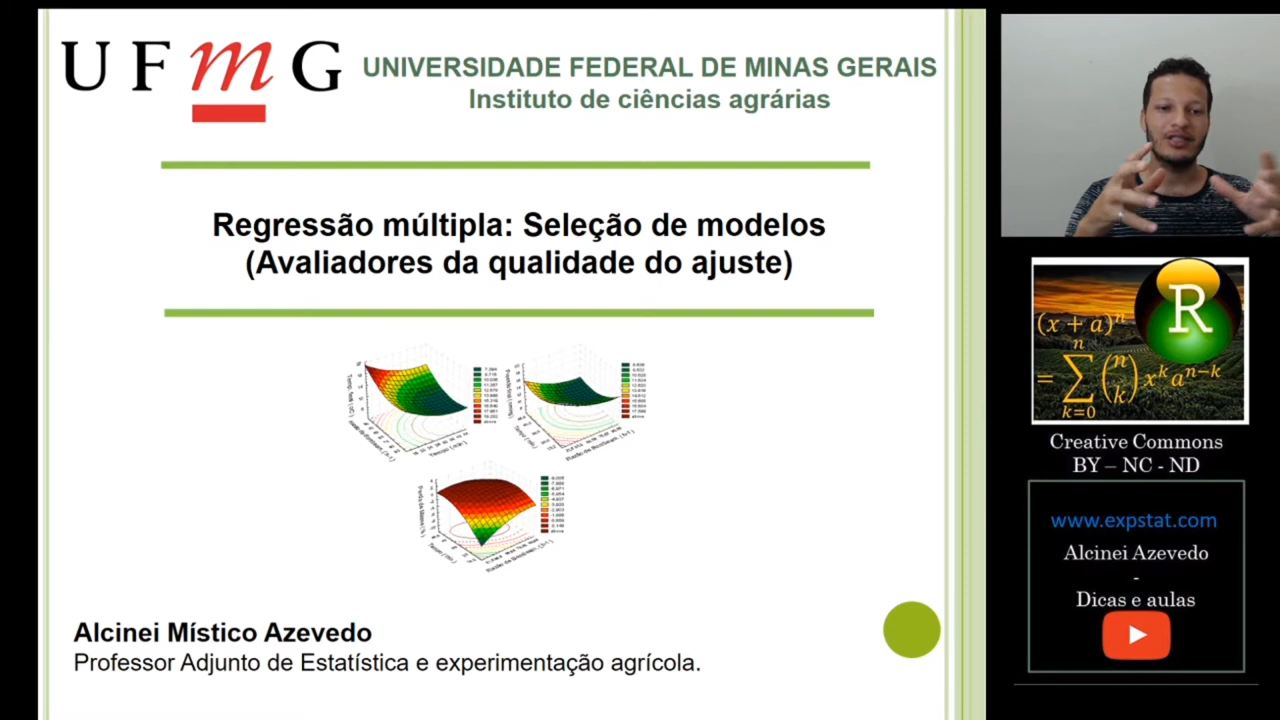 UFmG
UNIVERSIDADE FEDERAL DE MINAS GERAIS
Instituto de ciências agrárias
Regressão múltipla: Seleção de modelos
(Avaliadores da qualidade do ajuste)
Alcinei Místico Azevedo
Professor Adjunto de Estatística e experimentação agrícola.
R
(x + a)^n
= ∑_{k=0}^{n} (n k) x^k a^{n−k}
Creative Commons
BY – NC - ND
www.expstat.com
Alcinei Azevedo
-
Dicas e aulas